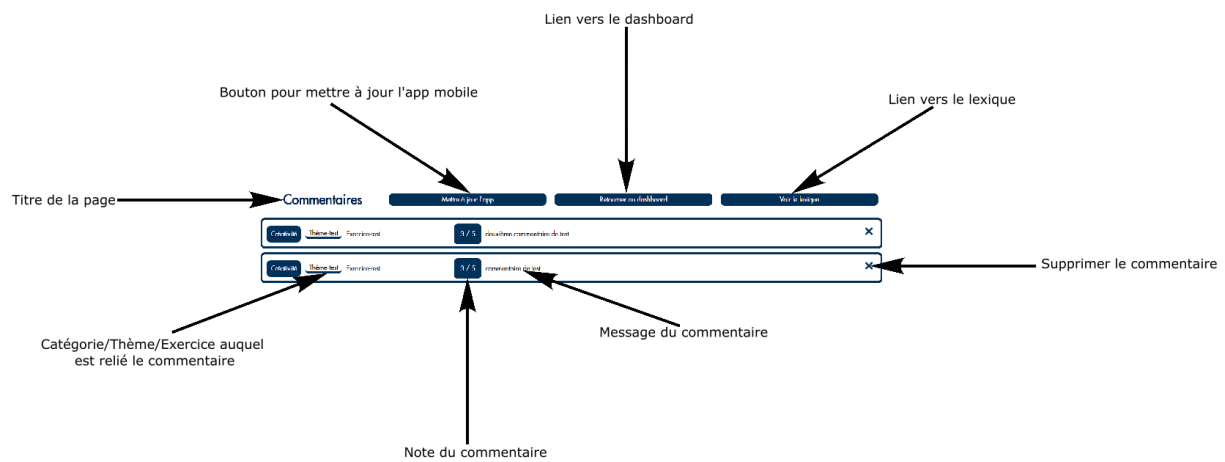 Lien vers le dashboard
Bouton pour mettre à jour l'app mobile
Lien vers le lexique
Titre de la page
Commentaires
Mettre à jour l'app
Retourner au dashboard
Voir le lexique
Créativité Thème-test Exercice-test 3 / 5 deuxième commentaire de test ×
Créativité Thème-test Exercice-test 3 / 5 commentaire de test ×
Supprimer le commentaire
Message du commentaire
Catégorie/Thème/Exercice auquel
est relié le commentaire
Note du commentaire